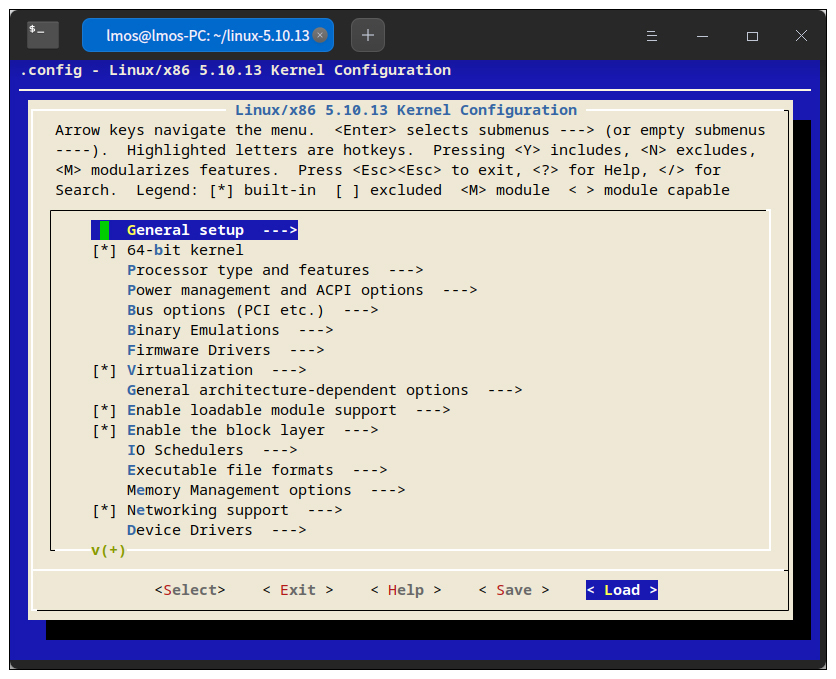 $_
lmos@lmos-PC: ~/linux-5.10.13
.config - Linux/x86 5.10.13 Kernel Configuration
Linux/x86 5.10.13 Kernel Configuration
Arrow keys navigate the menu.  <Enter> selects submenus ---> (or empty submenus
----).  Highlighted letters are hotkeys.  Pressing <Y> includes, <N> excludes,
<M> modularizes features.  Press <Esc><Esc> to exit, <?> for Help, </> for
Search.  Legend: [*] built-in  [ ] excluded  <M> module  < > module capable
General setup  --->
[*] 64-bit kernel
Processor type and features  --->
Power management and ACPI options  --->
Bus options (PCI etc.)  --->
Binary Emulations  --->
Firmware Drivers  --->
[*] Virtualization  --->
General architecture-dependent options  --->
[*] Enable loadable module support  --->
[*] Enable the block layer  --->
IO Schedulers  --->
Executable file formats  --->
Memory Management options  --->
[*] Networking support  --->
Device Drivers  --->
v(+)
<Select>    < Exit >    < Help >    < Save >    < Load >